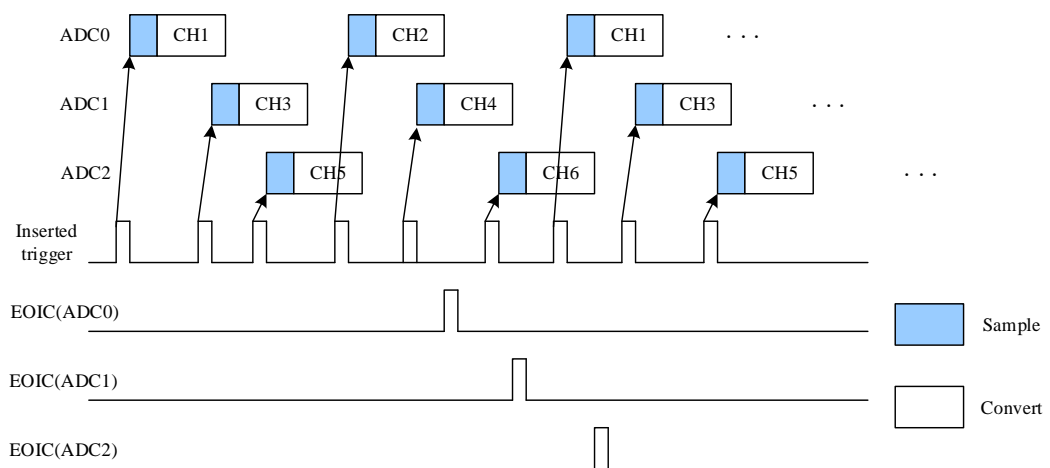 ADC0 CH1 CH2 CH1 . . .
ADC1 CH3 CH4 CH3 . . .
ADC2 CH5 CH6 CH5 . . .
Inserted
trigger
EOIC(ADC0)
Sample
EOIC(ADC1)
Convert
EOIC(ADC2)